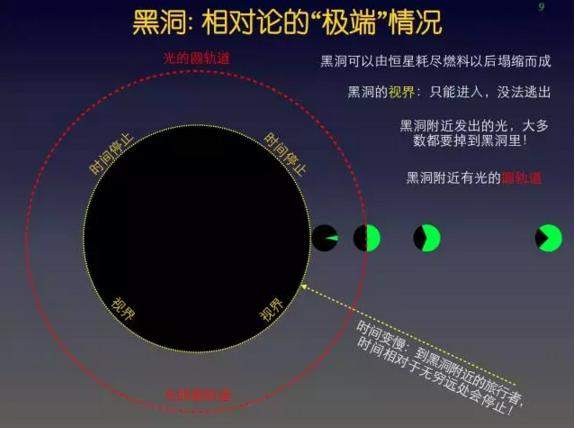 9
黑洞: 相对论的“极端”情况
光的圆轨道
黑洞可以由恒星耗尽燃料以后塌缩而成
黑洞的视界：只能进入，没法逃出
黑洞附近发出的光，大多
数都要掉到黑洞里！
黑洞附近有光的圆轨道
时间停止
时间停止
视界
视界
时间变慢：到黑洞附近的旅行者，
时间相对于无穷远处会停止！
光的圆轨道